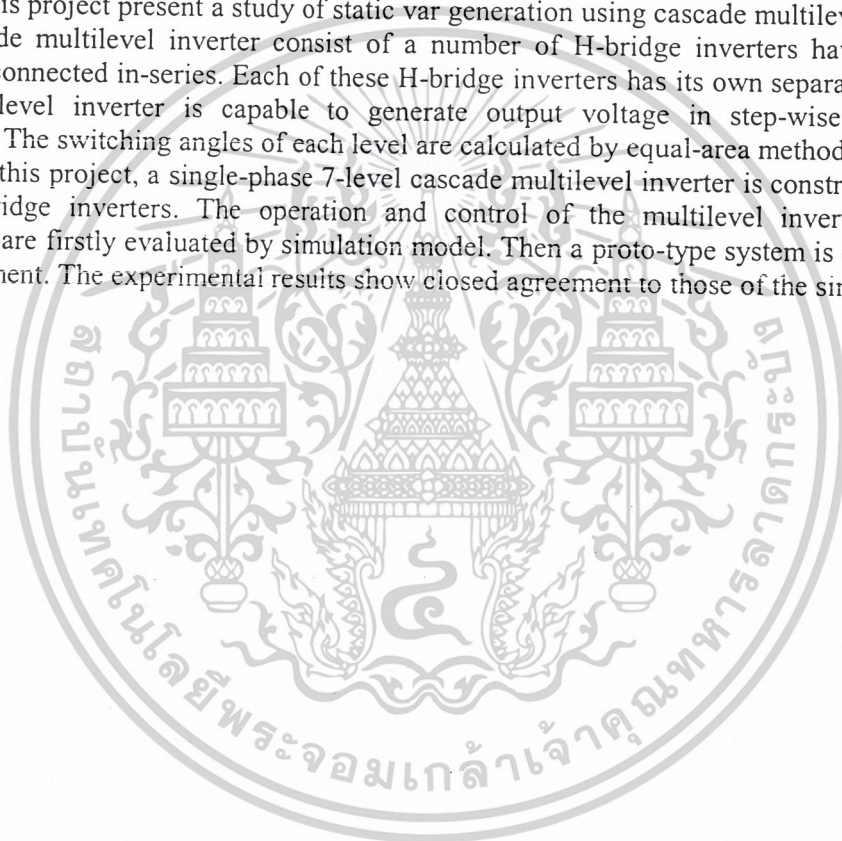 is project present a study of static var generation using cascade multilev
de multilevel inverter consist of a number of H-bridge inverters hav
onnected in-series. Each of these H-bridge inverters has its own separa
level inverter is capable to generate output voltage in step-wise
The switching angles of each level are calculated by equal-area method
this project, a single-phase 7-level cascade multilevel inverter is constr
ridge inverters. The operation and control of the multilevel inver
are firstly evaluated by simulation model. Then a proto-type system is
nent. The experimental results show closed agreement to those of the sin
๔
สถาบันเทคโนโลยีพระจอมเกล้าเจ้าคุณทหารลาดกระบัง